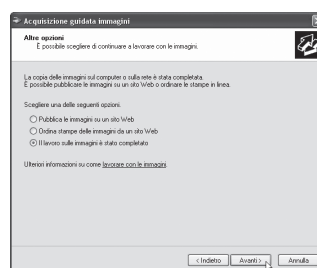 Acquisizione guidata immagini
Altre opzioni
È possibile scegliere di continuare a lavorare con le immagini.
La copia delle immagini sul computer o sulla rete è stata completata.
È possibile pubblicare le immagini su un sito Web o ordinare le stampe in linea.
Scegliere una delle seguenti opzioni.
Pubblica le immagini su un sito Web
Ordina stampe delle immagini da un sito Web
Il lavoro sulle immagini è stato completato
Ulteriori informazioni su come lavorare con le immagini.
< Indietro Avanti > Annulla